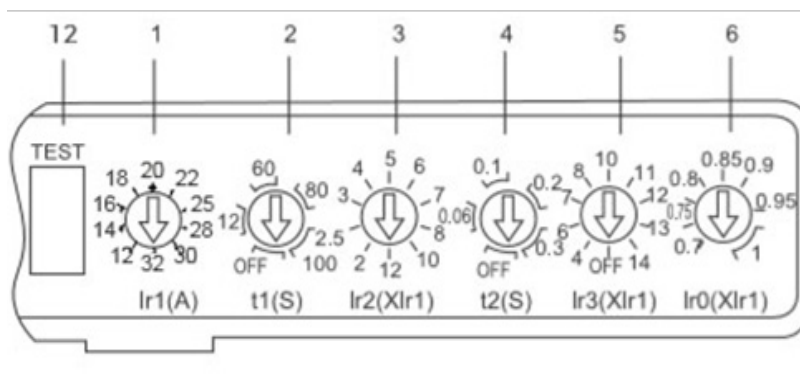 12 1 2 3 4 5 6
TEST
20
18 22
16 25
14 28
12 32 30
Ir1(A)
60
80
12
OFF 100
t1(S)
5
4 6
3 7
2.5 8
2 12 10
Ir2(XIr1)
0.1
0.2
0.06
0.3
OFF
t2(S)
10
8 11
7 12
6 13
4 OFF 14
Ir3(XIr1)
0.85
0.8 0.9
0.75 0.95
0.7 1
Ir0(XIr1)